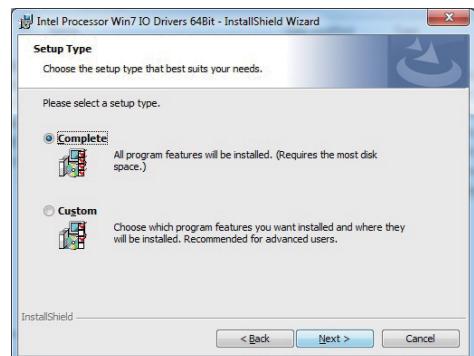 Intel Processor Win7 IO Drivers 64Bit - InstallShield Wizard
Setup Type
Choose the setup type that best suits your needs.
Please select a setup type.
Complete
All program features will be installed. (Requires the most disk
space.)
Custom
Choose which program features you want installed and where they
will be installed. Recommended for advanced users.
InstallShield
< Back Next > Cancel